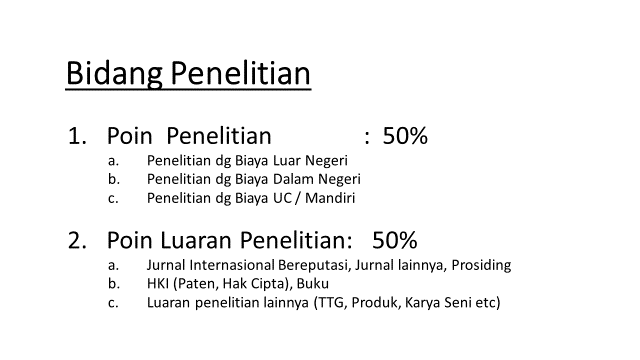 Bidang Penelitian
1. Poin Penelitian : 50%
a. Penelitian dg Biaya Luar Negeri
b. Penelitian dg Biaya Dalam Negeri
c. Penelitian dg Biaya UC / Mandiri
2. Poin Luaran Penelitian: 50%
a. Jurnal Internasional Bereputasi, Jurnal lainnya, Prosiding
b. HKI (Paten, Hak Cipta), Buku
c. Luaran penelitian lainnya (TTG, Produk, Karya Seni etc)